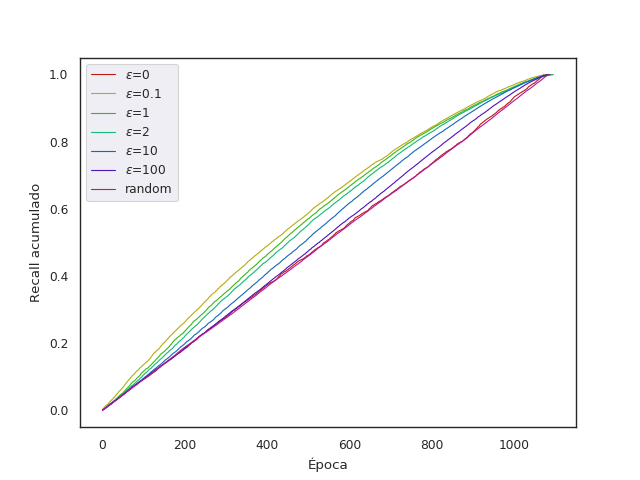 1.0
0.8
0.6
0.4
0.2
0.0
Recall acumulado
ε=0
ε=0.1
ε=1
ε=2
ε=10
ε=100
random
0 200 400 600 800 1000
Época